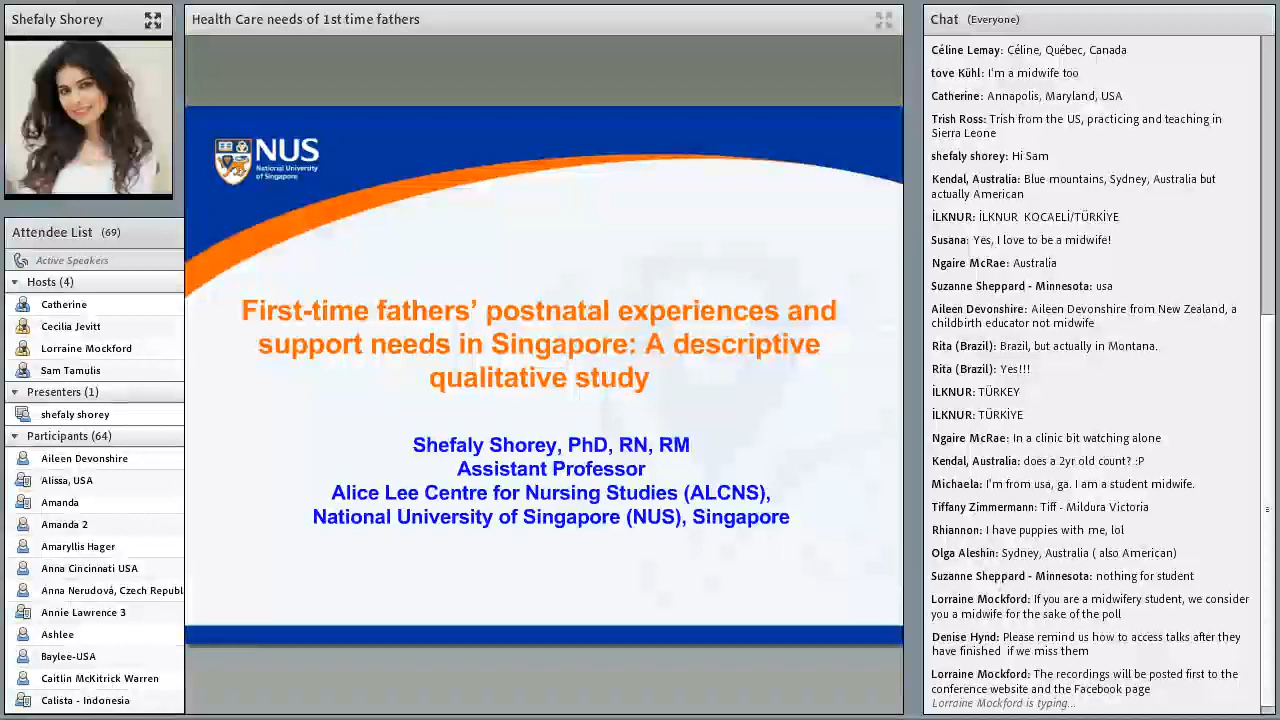 Shefaly Shorey
Attendee List (69)
Active Speakers
Hosts (4)
Catherine
Cecilia Jevitt
Lorraine Mockford
Sam Tamulis
Presenters (1)
shefaly shorey
Participants (64)
Aileen Devonshire
Alissa, USA
Amanda
Amanda 2
Amaryllis Hager
Anna Cincinnati USA
Anna Nerudová, Czech Republ
Annie Lawrence 3
Ashlee
Baylee-USA
Caitlin McKitrick Warren
Calista - Indonesia
Health Care needs of 1st time fathers
NUS
National University
of Singapore
First-time fathers’ postnatal experiences and
support needs in Singapore: A descriptive
qualitative study
Shefaly Shorey, PhD, RN, RM
Assistant Professor
Alice Lee Centre for Nursing Studies (ALCNS),
National University of Singapore (NUS), Singapore
Chat (Everyone)
Céline Lemay: Céline, Québec, Canada
tove Kühl: I'm a midwife too
Catherine: Annapolis, Maryland, USA
Trish Ross: Trish from the US, practicing and teaching in
Sierra Leone
shefaly shorey: Hi Sam
Kendal, Australia: Blue mountains, Sydney, Australia but
actually American
İLKNUR: İLKNUR KOCAELİ/TÜRKİYE
Susana: Yes, I love to be a midwife!
Ngaire McRae: Australia
Suzanne Sheppard - Minnesota: usa
Aileen Devonshire: Aileen Devonshire from New Zealand, a
childbirth educator not midwife
Rita (Brazil): Brazil, but actually in Montana.
Rita (Brazil): Yes!!!
İLKNUR: TÜRKEY
İLKNUR: TÜRKİYE
Ngaire McRae: In a clinic bit watching alone
Kendal, Australia: does a 2yr old count? :P
Michaela: I'm from usa, ga. I am a student midwife.
Tiffany Zimmermann: Tiff - Mildura Victoria
Rhiannon: I have puppies with me, lol
Olga Aleshin: Sydney, Australia ( also American)
Suzanne Sheppard - Minnesota: nothing for student
Lorraine Mockford: If you are a midwifery student, we consider
you a midwife for the sake of the poll
Denise Hynd: Please remind us how to access talks after they
have finished if we miss them
Lorraine Mockford: The recordings will be posted first to the
conference website and the Facebook page
Lorraine Mockford is typing...